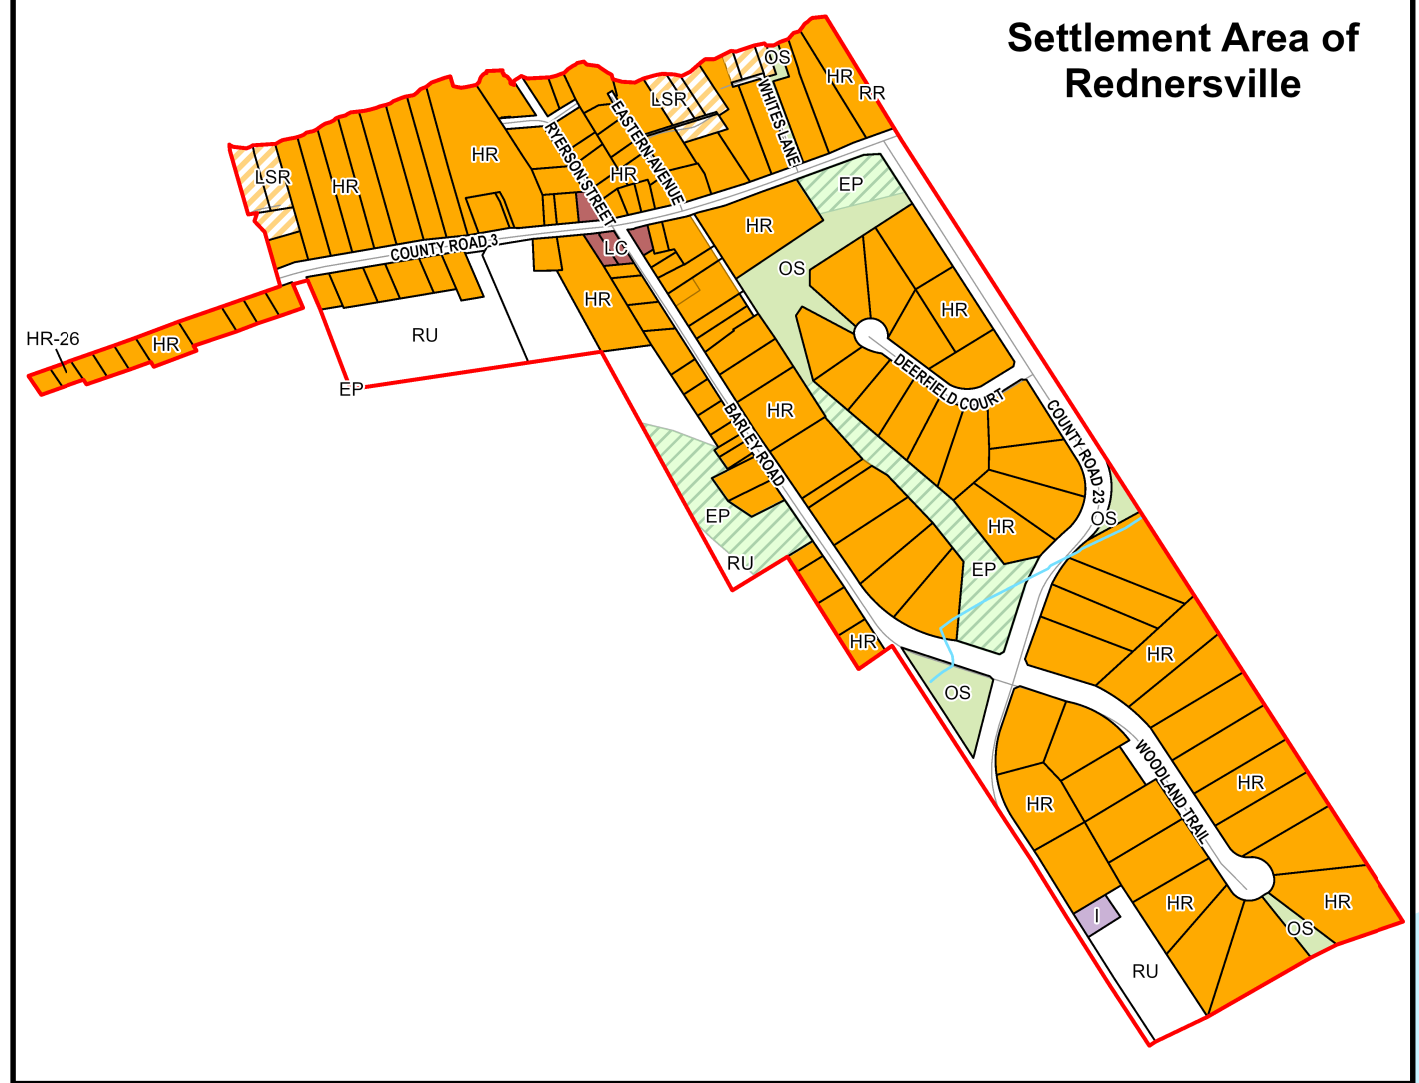 Settlement Area of
Rednersville
OS
HR
RR
LSR
WHITES LANE
EASTERN AVENUE
RYERSON STREET
HR
HR
EP
LSR
HR
HR
LC
COUNTY ROAD 3
OS
HR
HR
RU
HR-26
HR
EP
DEERFIELD COURT
HR
BARLEY ROAD
COUNTY ROAD 23
EP
HR
OS
RU
EP
HR
HR
OS
WOODLAND TRAIL
HR
HR
HR
HR
I
OS
RU